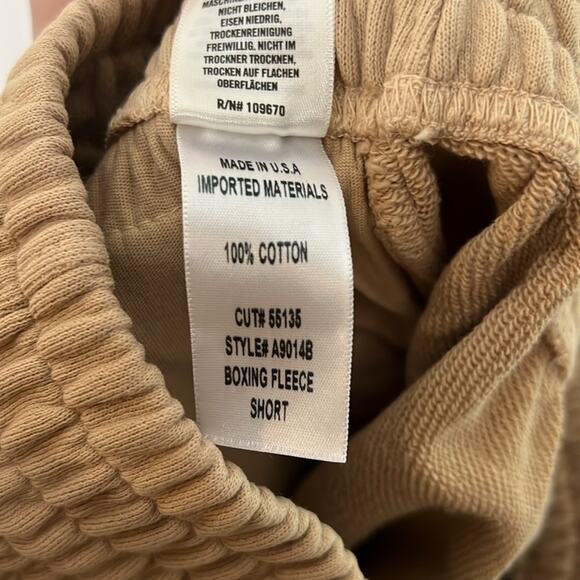 NICHT BLEICHEN,
EISEN NIEDRIG,
TROCKENREINIGUNG
FREIWILLIG. NICHT IM
TROCKNER TROCKNEN,
TROCKEN AUF FLACHEN
OBERFLÄCHEN
R/N# 109670
MADE IN U.S.A
IMPORTED MATERIALS
100% COTTON
CUT# 55135
STYLE# A9014B
BOXING FLEECE
SHORT